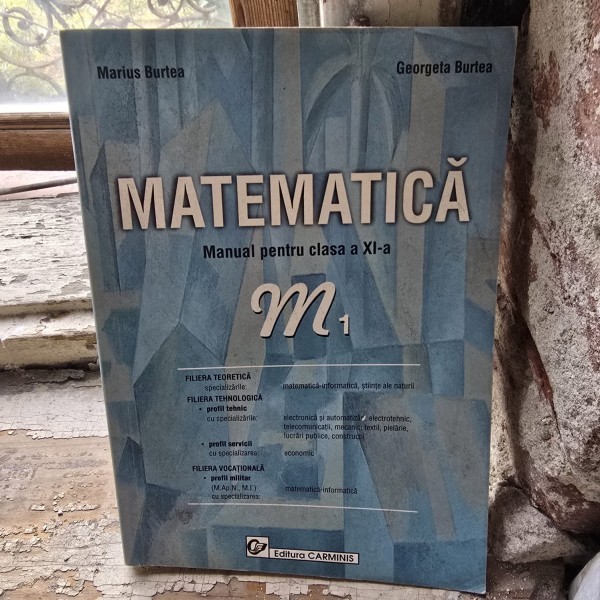 Marius Burtea Georgeta Burtea
MATEMATICĂ
Manual pentru clasa a XI-a
m 1
FILIERA TEORETICĂ
specializările: matematică-informatică, științe ale naturii
FILIERA TEHNOLOGICĂ
• profil tehnic
cu specializările: electronică și automatizări, electrotehnic,
telecomunicații, mecanic, textil, pielărie,
lucrări publice, construcții
• profil servicii
cu specializarea: economic
FILIERA VOCAȚIONALĂ
• profil militar
(M.Ap.N., M.I.)
cu specializarea: matematică-informatică
Editura CARMINIS